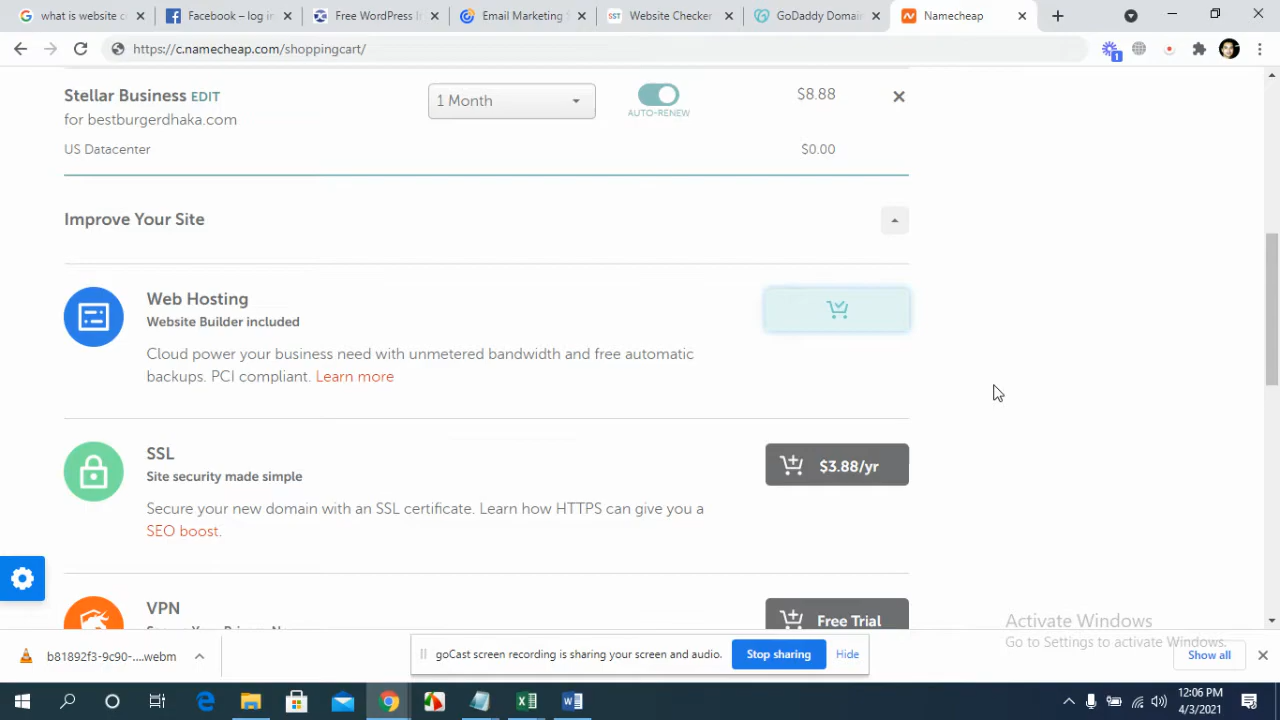 what is website c
Facebook – log in
Free WordPress I
Email Marketing S
SST
Website Checker
GoDaddy Domai
Namecheap
https://c.namecheap.com/shoppingcart/
1
Stellar Business EDIT
1 Month
AUTO-RENEW
$8.88
for bestburgerdhaka.com
US Datacenter
$0.00
Improve Your Site
Web Hosting
Website Builder included
Cloud power your business need with unmetered bandwidth and free automatic
backups. PCI compliant. Learn more
SSL
Site security made simple
$3.88/yr
Secure your new domain with an SSL certificate. Learn how HTTPS can give you a
SEO boost.
VPN
Free Trial
Activate Windows
Go to Settings to activate Windows.
b81892f3-9c90-....webm
goCast screen recording is sharing your screen and audio.
Stop sharing
Hide
Show all
12:06 PM
4/3/2021